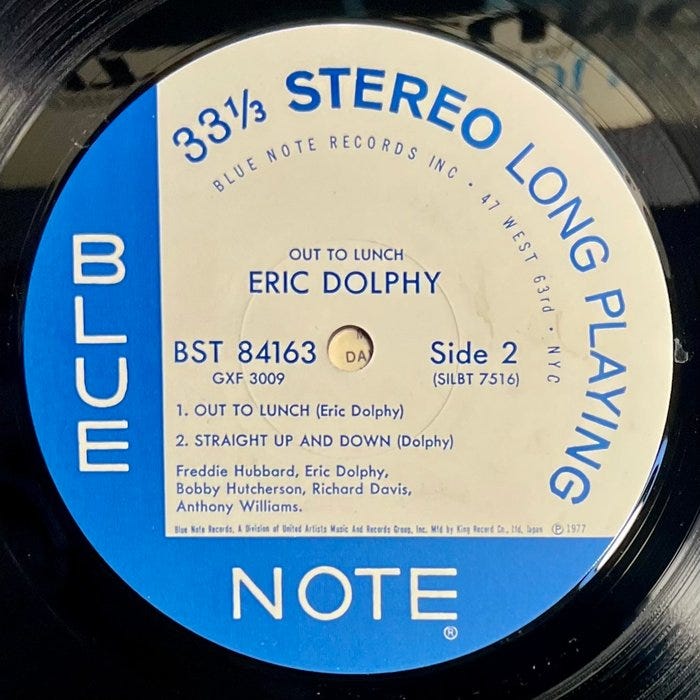 33⅓ STEREO LONG PLAYING
BLUE NOTE RECORDS INC • 47 WEST 63rd • NYC
OUT TO LUNCH
ERIC DOLPHY
BST 84163
GXF 3009
DA
Side 2
(SILBT 7516)
1. OUT TO LUNCH (Eric Dolphy)
2. STRAIGHT UP AND DOWN (Dolphy)
Freddie Hubbard, Eric Dolphy,
Bobby Hutcherson, Richard Davis,
Anthony Williams.
Blue Note Records, A Division of United Artists Music And Records Group, Inc. Mfd by King Record Co., Ltd, Japan ℗ 1977
BLUE
NOTE®